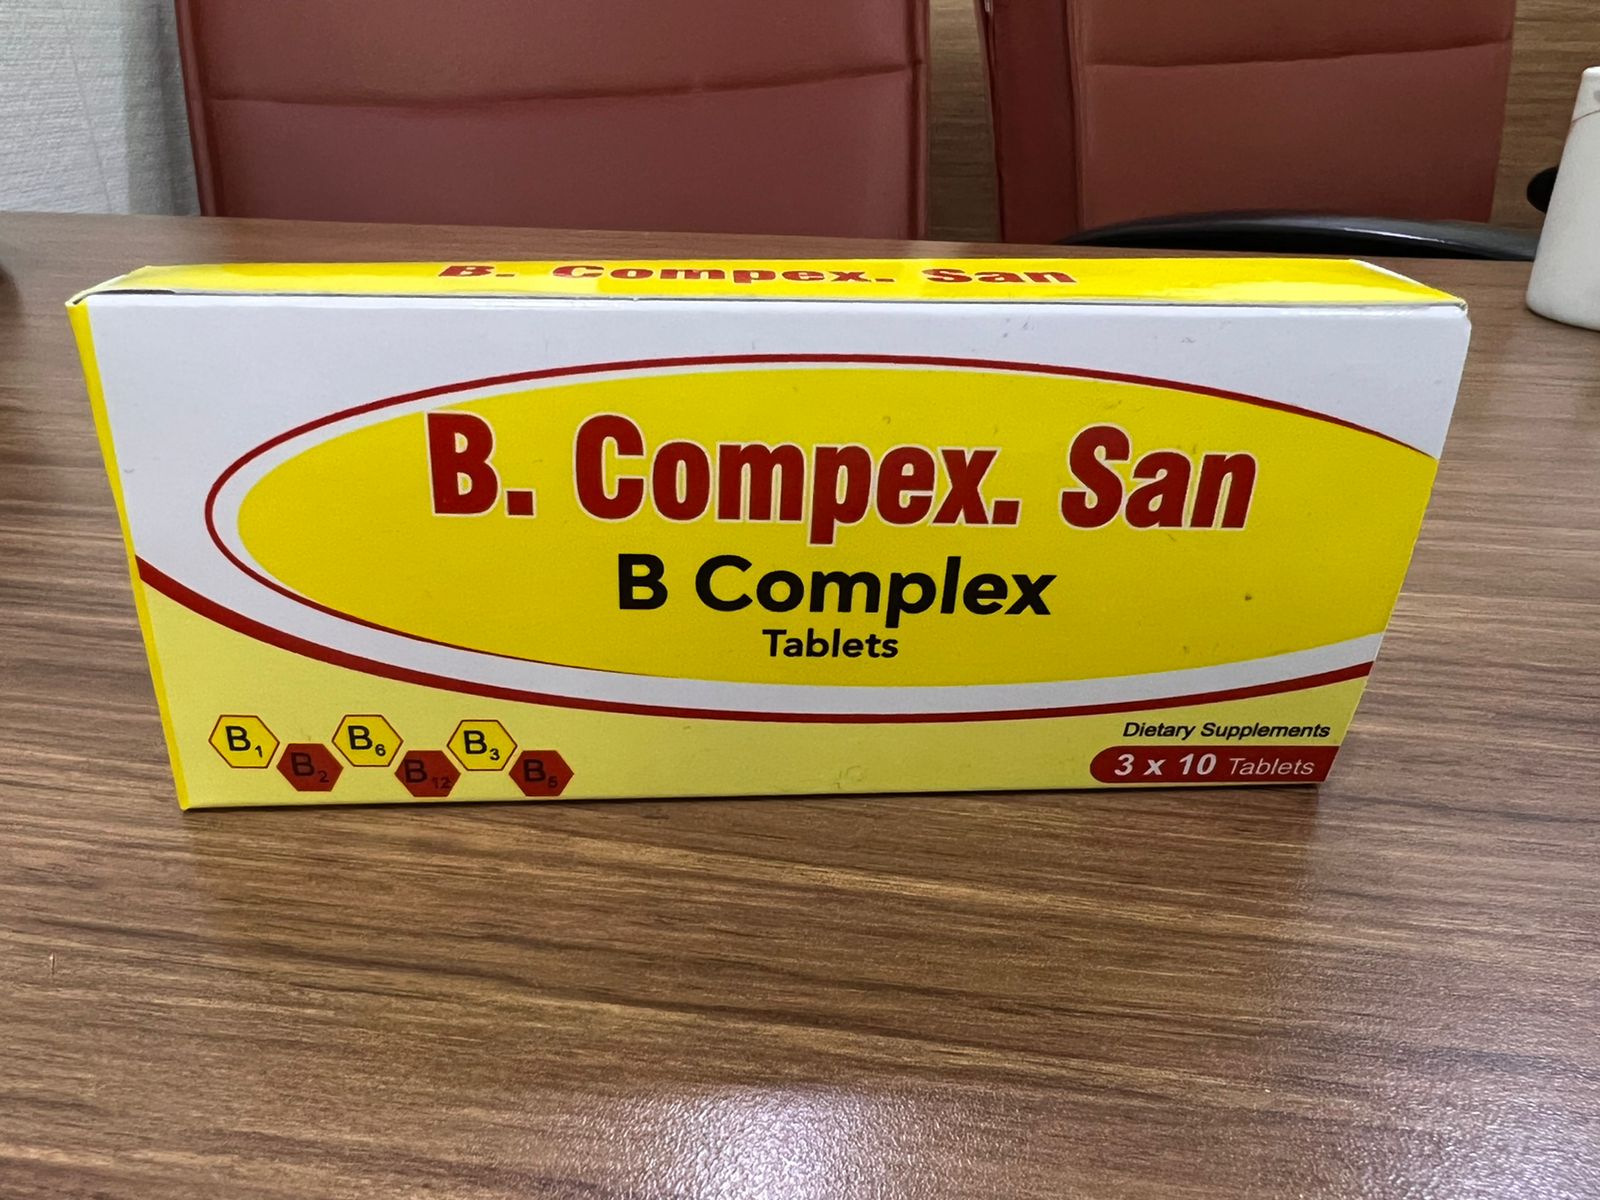 B. Compex. San
B. Compex. San
B Complex
Tablets
B1
B2
B6
B12
B3
B5
Dietary Supplements
3 x 10 Tablets